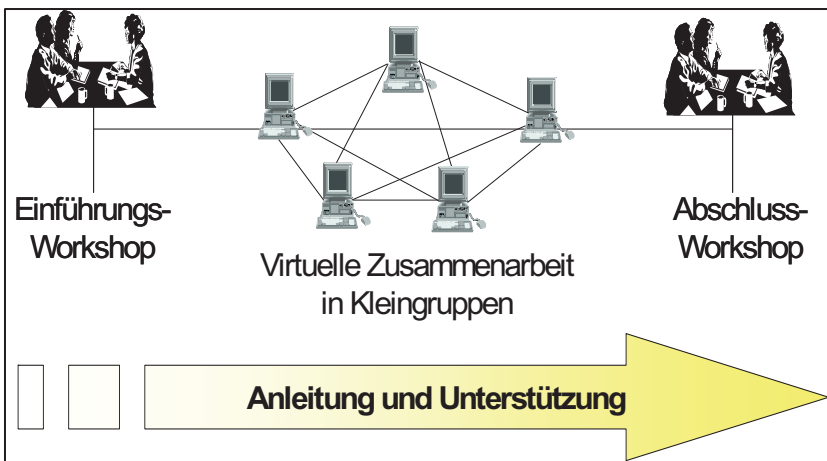 Einführungs-
Workshop
Virtuelle Zusammenarbeit
in Kleingruppen
Abschluss-
Workshop
Anleitung und Unterstützung